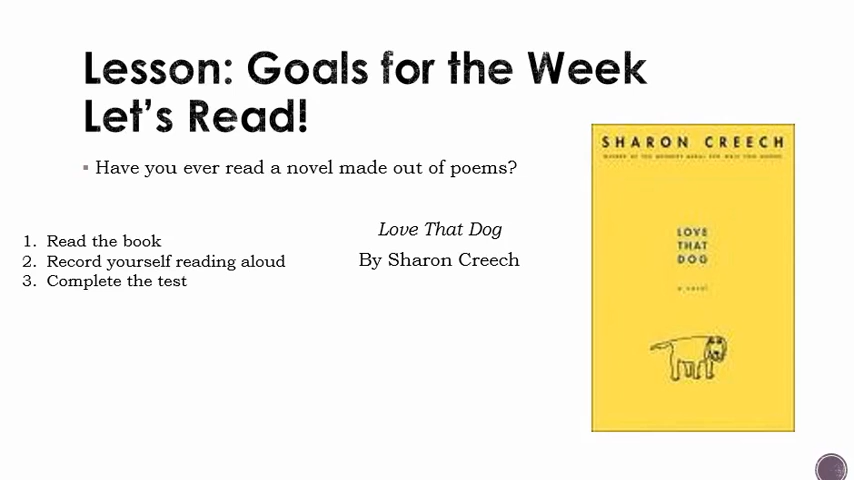 Lesson: Goals for the Week
Let's Read!
▪ Have you ever read a novel made out of poems?
1. Read the book
2. Record yourself reading aloud
3. Complete the test
Love That Dog
By Sharon Creech
SHARON CREECH
LOVE
THAT
DOG
a novel